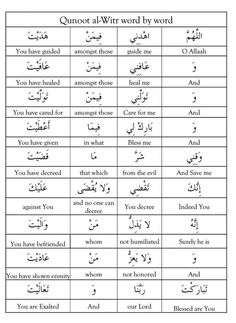 Qunoot al-Witr word by word
اللَّهُمَّ اهْدِنِي فِيمَنْ هَدَيْتَ
O Allaah guide me amongst those You have guided
وَ عَافِنِي فِيمَنْ عَافَيْتَ
And heal me amongst those You have healed
وَ تَوَلَّنِي فِيمَنْ تَوَلَّيْتَ
And Care for me amongst those You have cared for
وَ بَارِكْ لِي فِيمَا أَعْطَيْتَ
And Bless me in what You have given
وَقِنِي شَرَّ مَا قَضَيْتَ
And Save me from the evil that which You have decreed
إِنَّكَ تَقْضِي وَلَا يُقْضَى عَلَيْكَ
Indeed You You decree and no one can decree against You
إِنَّهُ لَا يَذِلُّ مَنْ وَالَيْتَ
Surely he is not humiliated whom You have befriended
وَ وَلَا يَعِزُّ مَنْ عَادَيْتَ
And not honored whom You have shown enmity
تَبَارَكْتَ رَبَّنَا وَ تَعَالَيْتَ
Blessed are You our Lord And You are Exalted